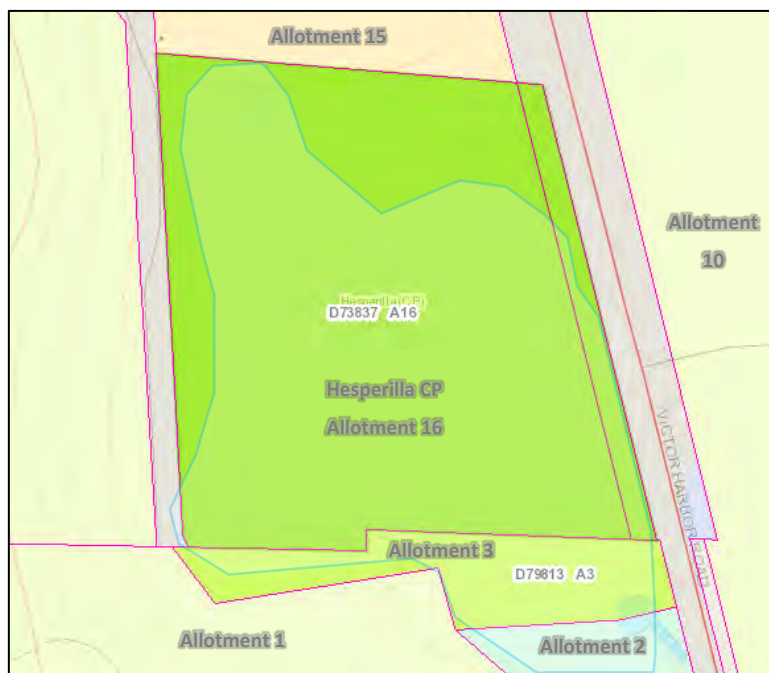 Allotment 15
Allotment
10
Hesperilla (CP)
D73837 A16
Hesperilla CP
Allotment 16
VICTOR HARBOR ROAD
Allotment 3
D79813 A3
Allotment 1
Allotment 2